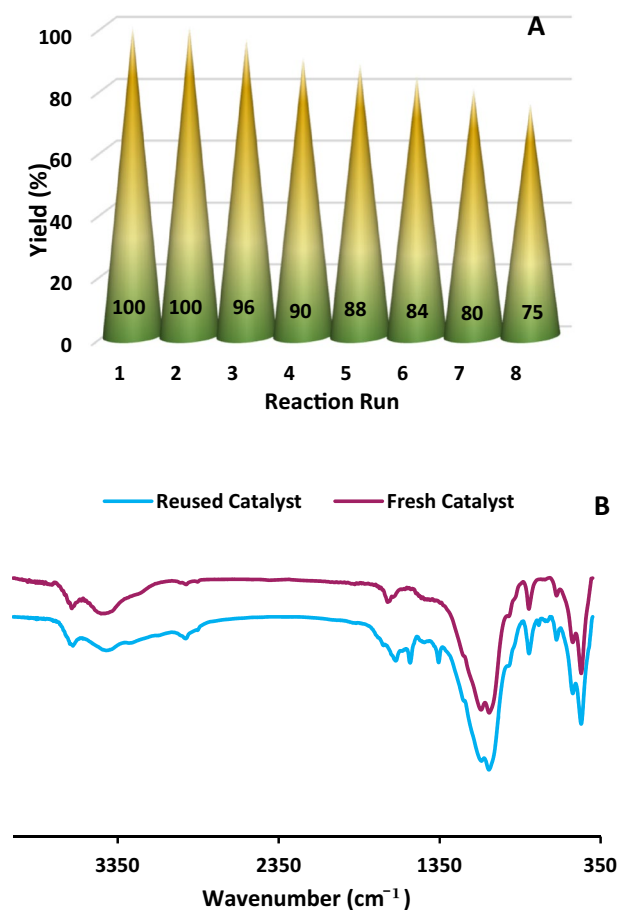 A
100
80
60
40
20
0
Yield (%)
100 100 96 90 88 84 80 75
1 2 3 4 5 6 7 8
Reaction Run
Reused Catalyst Fresh Catalyst
B
3350 2350 1350 350
Wavenumber (cm⁻¹)